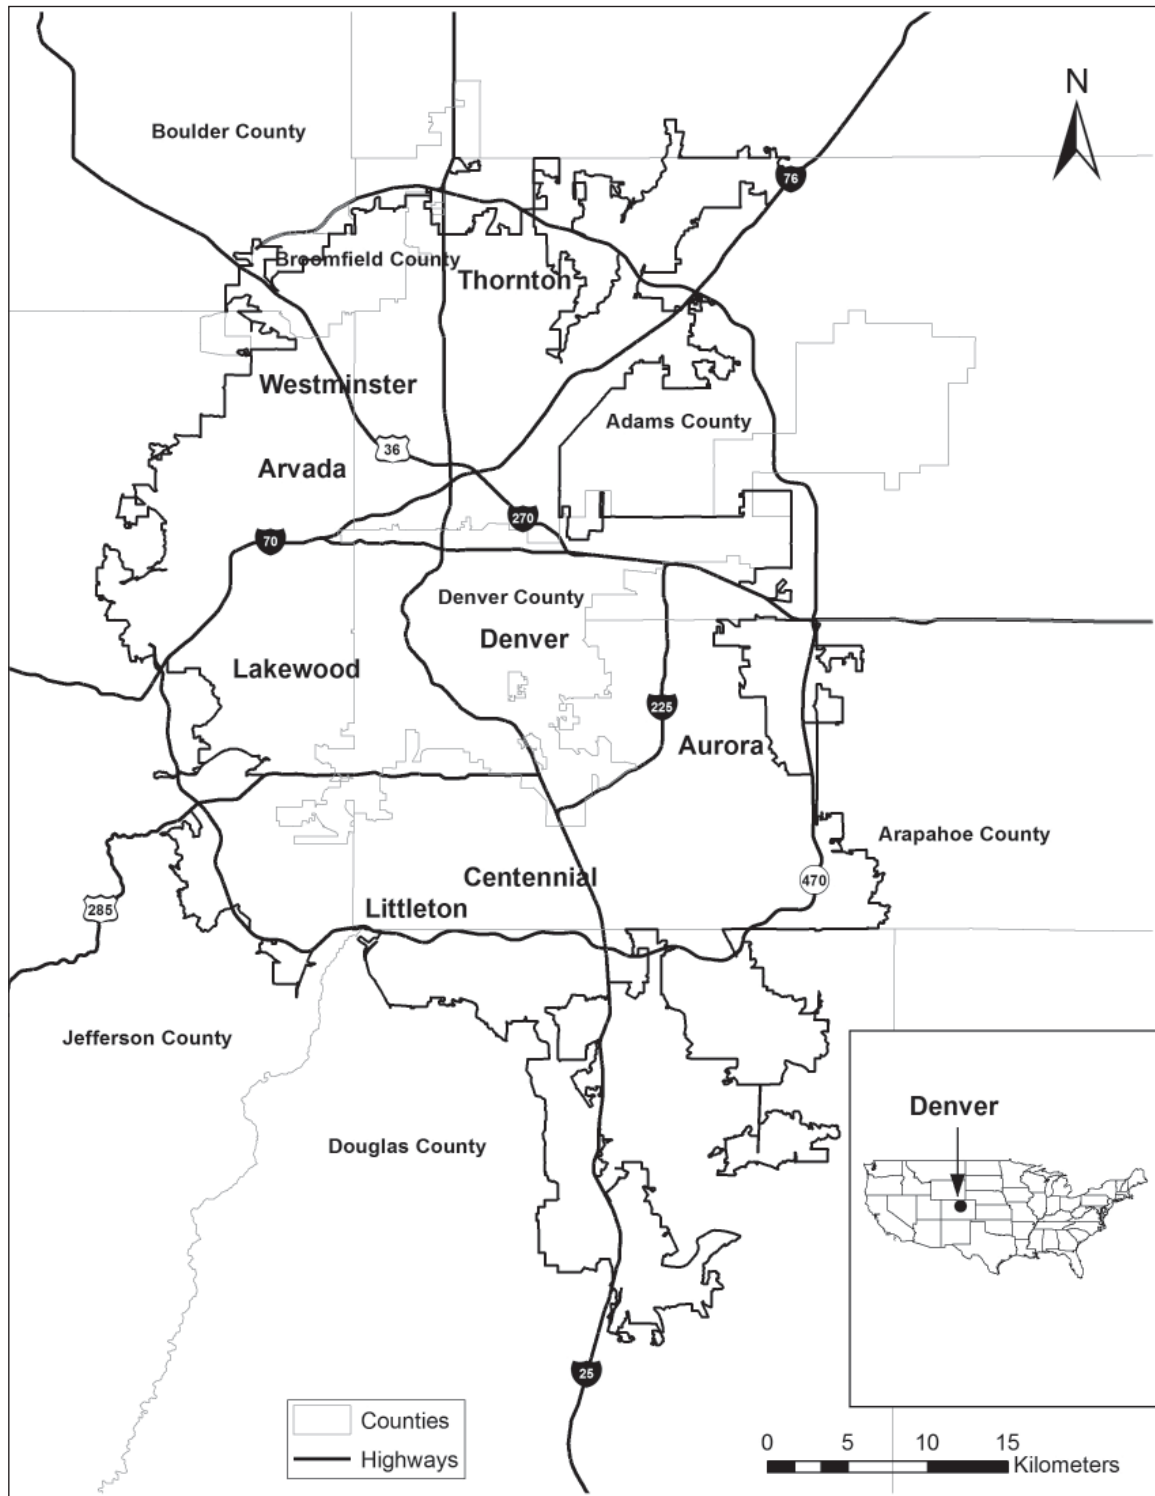 N
Boulder County
76
Broomfield County
Thornton
Westminster
Adams County
36
Arvada
270
70
Denver County
Denver
Lakewood
225
Aurora
Arapahoe County
Centennial
470
285
Littleton
Jefferson County
Denver
Douglas County
25
Counties
Highways
0 5 10 15
Kilometers